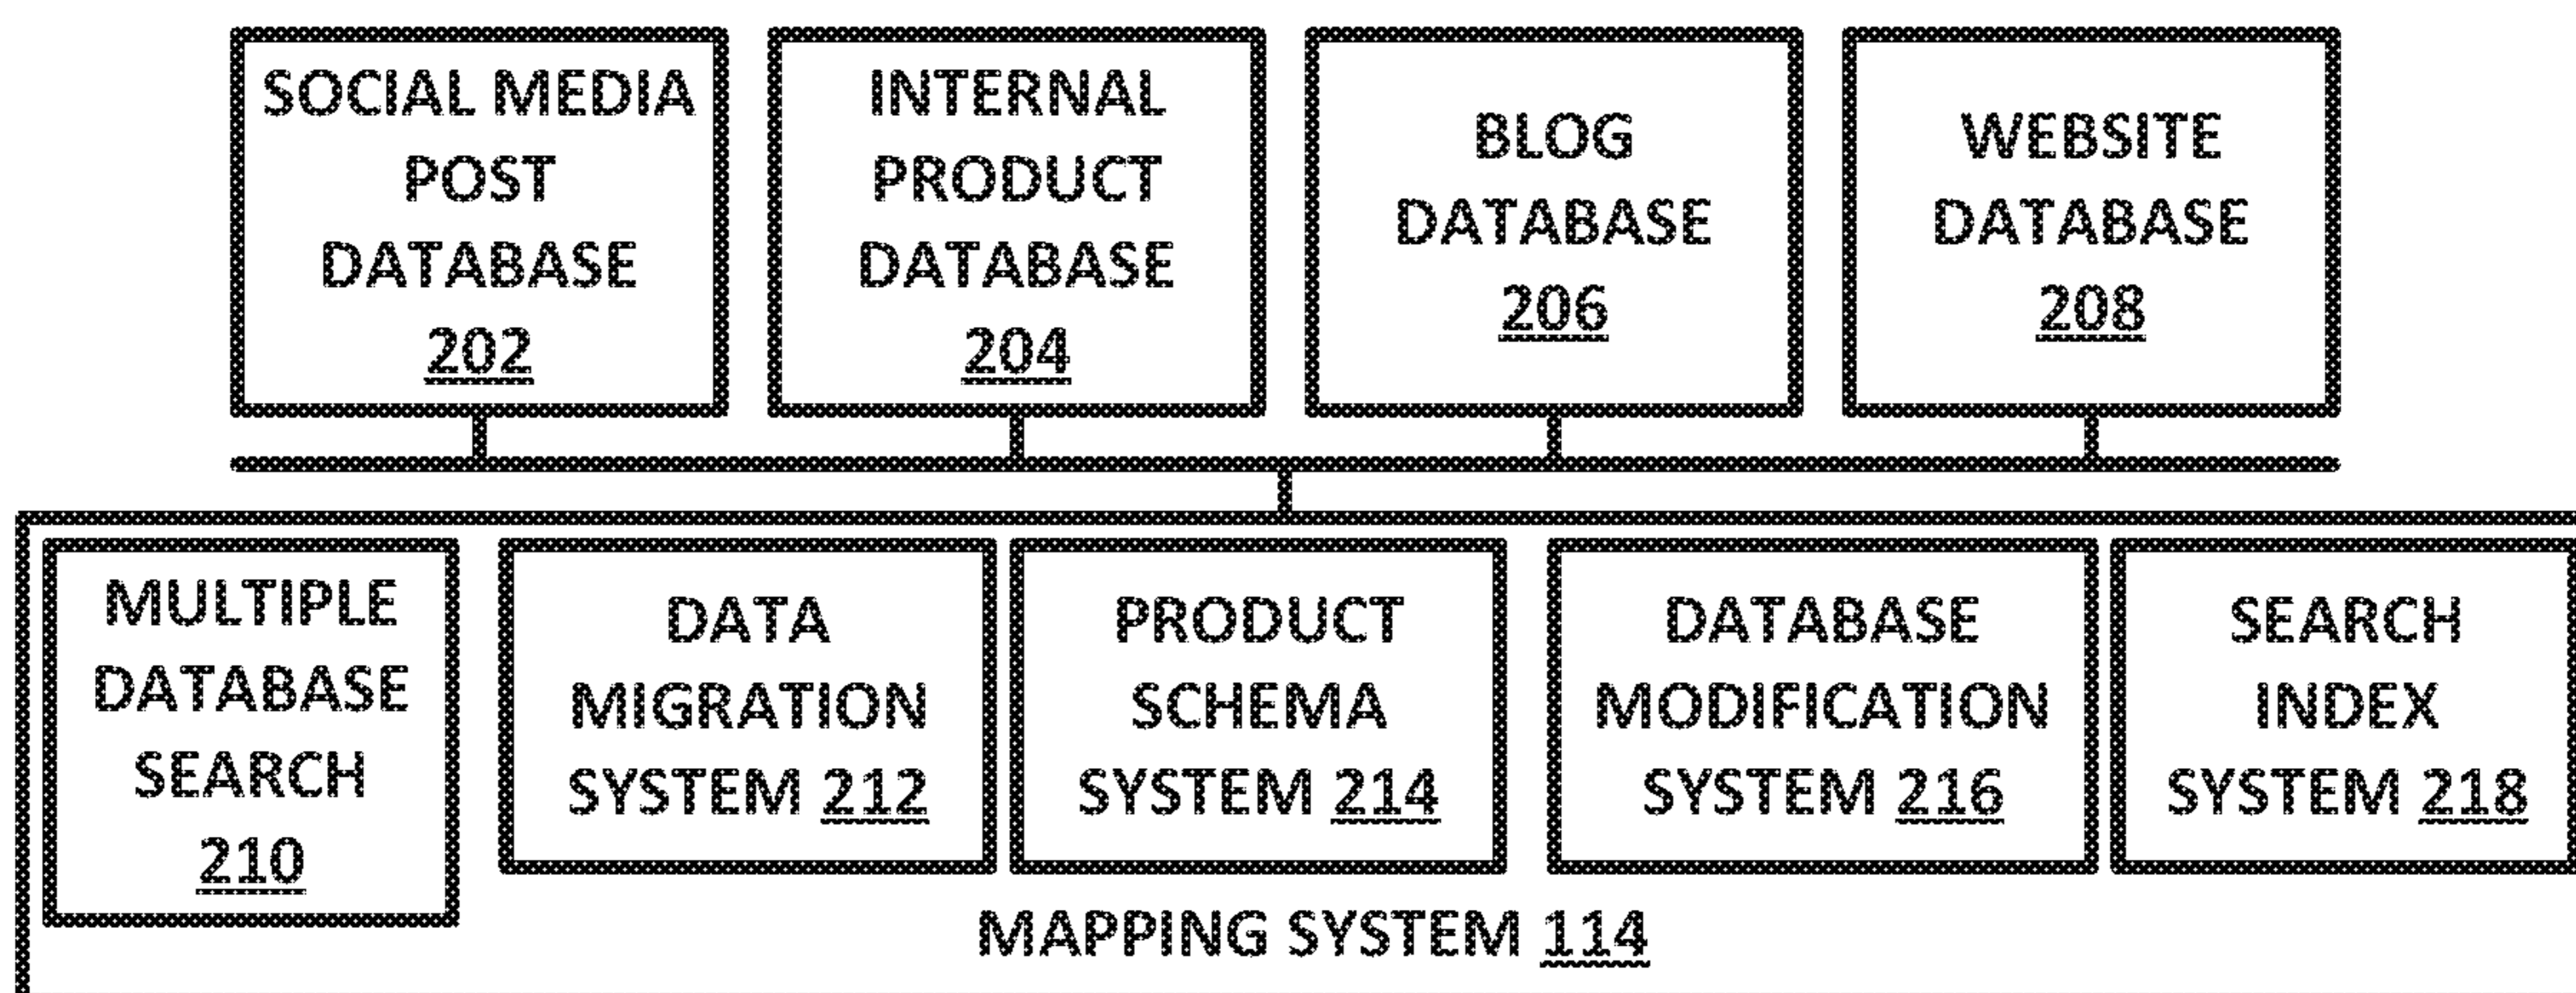 SOCIAL MEDIA
POST
DATABASE
202
INTERNAL
PRODUCT
DATABASE
204
BLOG
DATABASE
206
WEBSITE
DATABASE
208
MULTIPLE
DATABASE
SEARCH
210
DATA
MIGRATION
SYSTEM 212
PRODUCT
SCHEMA
SYSTEM 214
DATABASE
MODIFICATION
SYSTEM 216
SEARCH
INDEX
SYSTEM 218
MAPPING SYSTEM 114